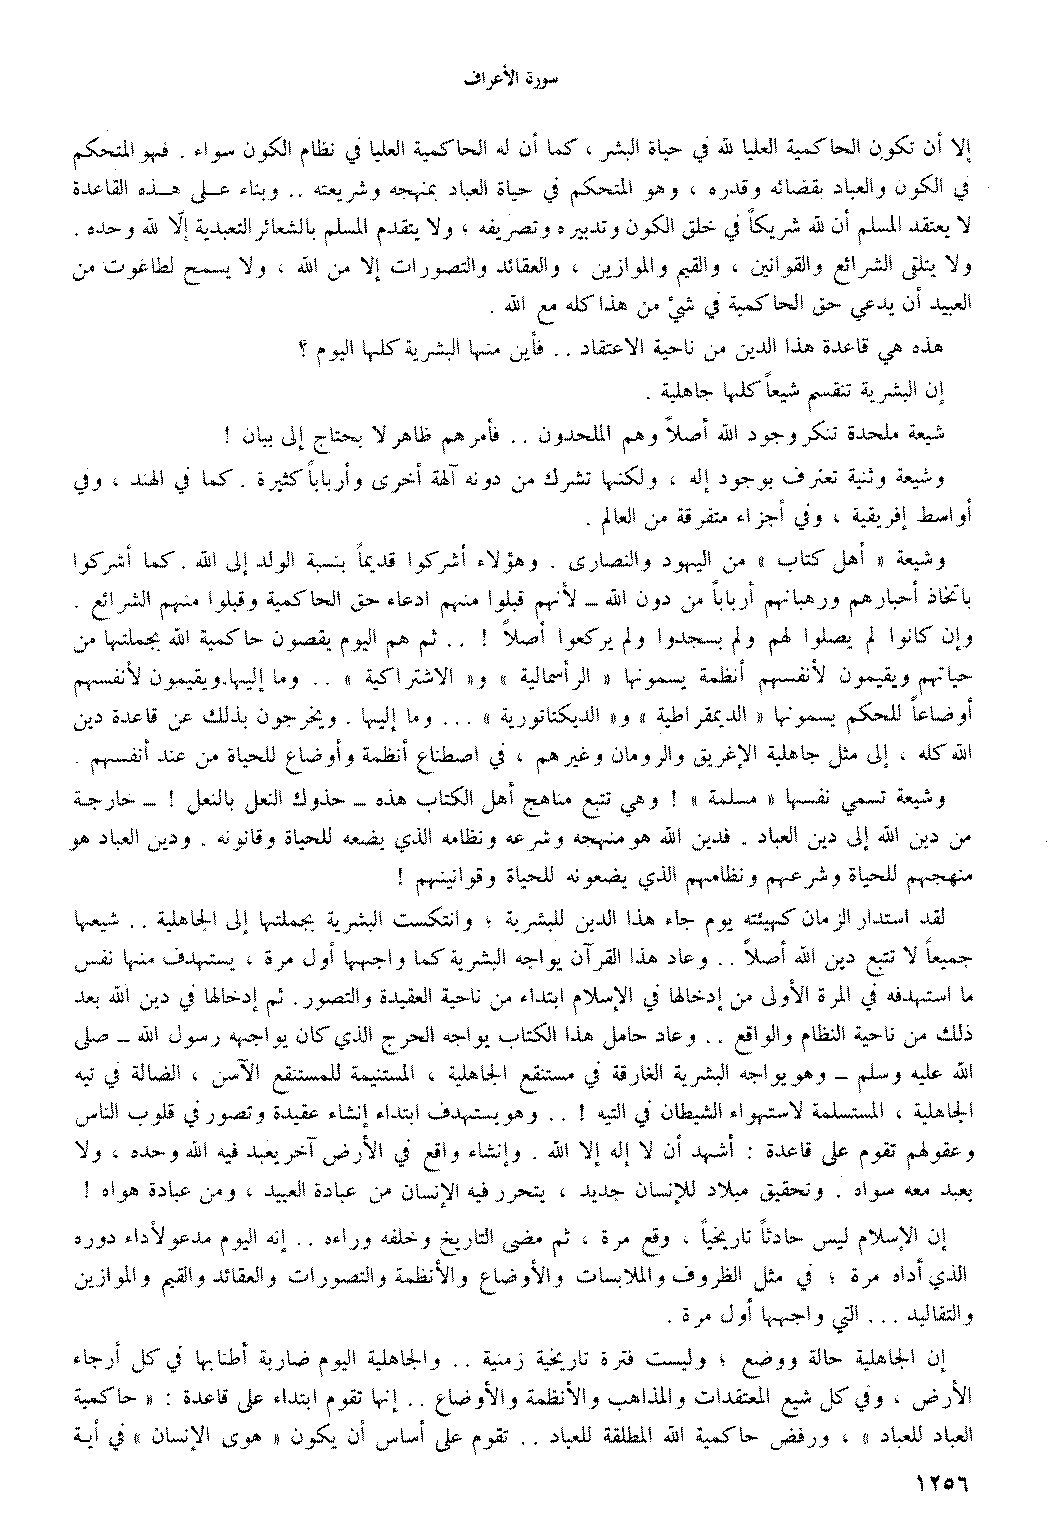 سورة الأعراف
إلا أن تكون الحاكمية العليا لله في حياة البشر ، كما أن له الحاكمية العليا في نظام الكون سواء . فهو المتحكم
في الكون والعباد بقضائه وقدره ، وهو المتحكم في حياة العباد بمنهجه وشريعته .. وبناء عـلى هـذه القاعدة
لا يعتقد المسلم أن لله شريكاً في خلق الكون وتدبيره وتصريفه ؛ ولا يتقدم المسلم بالشعائر التعبدية إلّا لله وحده .
ولا يتلقى الشرائع والقوانين ، والقيم والموازين ، والعقائد والتصورات إلا من الله ، ولا يسمح لطاغوت من
العبيد أن يدعي حق الحاكمية في شيْ من هذا كله مع الله .
هذه هي قاعدة هذا الدين من ناحية الاعتقاد .. فأين منها البشرية كلها اليوم ؟
إن البشرية تنقسم شيعاً كلها جاهلية .
شيعة ملحدة تنكر وجود الله أصلاً وهم الملحدون .. فأمرهم ظاهر لا يحتاج إلى بيان !
وشيعة وثنية تعترف بوجود إله ، ولكنها تشرك من دونه آلهة أخرى وأرباباً كثيرة . كما في الهند ، وفي
أواسط إفريقية ، وفي أجزاء متفرقة من العالم .
وشيعة « أهل كتاب » من اليهود والنصارى . وهؤلاء أشركوا قديماً بنسبة الولد إلى الله . كما أشركوا
باتخاذ أحبارهم ورهبانهم أرباباً من دون الله – لأنهم قبلوا منهم ادعاء حق الحاكمية وقبلوا منهم الشرائع .
وإن كانوا لم يصلوا لهم ولم يسجدوا ولم يركعوا أصلاً ! .. ثم هم اليوم يقصون حاكمية الله بجملتها من
حياتهم ويقيمون لأنفسهم أنظمة يسمونها « الرأسمالية » و« الاشتراكية » .. وما إليها.ويقيمون لأنفسهم
أوضاعاً للحكم يسمونها « الديمقراطية » و« الديكتاتورية » ... وما إليها . ويخرجون بذلك عن قاعدة دين
الله كله ، إلى مثل جاهلية الإغريق والرومان وغيرهم ، في اصطناع أنظمة وأوضاع للحياة من عند أنفسهم .
وشيعة تسمي نفسها « مسلمة » ! وهي تتبع مناهج أهل الكتاب هذه – حذوك النعل بالنعل ! – خارجة
من دين الله إلى دين العباد . فدين الله هو منهجه وشرعه ونظامه الذي يضعه للحياة وقانونه . ودين العباد هو
منهجهم للحياة وشرعهم ونظامهم الذي يضعونه للحياة وقوانينهم !
لقد استدار الزمان كهيئته يوم جاء هذا الدين للبشرية ؛ وانتكست البشرية بجملتها إلى الجاهلية .. شيعها
جميعاً لا تتبع دين الله أصلاً .. وعاد هذا القرآن يواجه البشرية كما واجهها أول مرة ، يستهدف منها نفس
ما استهدفه في المرة الأولى من إدخالها في الإسلام ابتداء من ناحية العقيدة والتصور . ثم إدخالها في دين الله بعد
ذلك من ناحية النظام والواقع .. وعاد حامل هذا الكتاب يواجه الحرج الذي كان يواجهه رسول الله – صلى
الله عليه وسلم – وهو يواجه البشرية الغارقة في مستنقع الجاهلية ، المستنيمة للمستنقع الآسن ، الضالة في تيه
الجاهلية ، المستسلمة لاستهواء الشيطان في التيه ! .. وهو يستهدف ابتداء إنشاء عقيدة وتصور في قلوب الناس
وعقولهم تقوم على قاعدة : أشهد أن لا إله إلا الله . وإنشاء واقع في الأرض آخر يعبد فيه الله وحده ، ولا
يعبد معه سواه . وتحقيق ميلاد للإنسان جديد ، يتحرر فيه الإنسان من عبادة العبيد ، ومن عبادة هواه !
إن الإسلام ليس حادثاً تاريخياً ، وقع مرة ، ثم مضى التاريخ وخلفه وراءه .. إنه اليوم مدعو لأداء دوره
الذي أداه مرة ؛ في مثل الظروف والملابسات والأوضاع والأنظمة والتصورات والعقائد والقيم والموازين
والتقاليد ... التي واجهها أول مرة .
إن الجاهلية حالة ووضع ؛ وليست فترة تاريخية زمنية .. والجاهلية اليوم ضاربة أطنابها في كل أرجاء
الأرض ، وفي كل شيع المعتقدات والمذاهب والأنظمة والأوضاع .. إنها تقوم ابتداء على قاعدة : « حاكمية
العباد للعباد » ، ورفض حاكمية الله المطلقة للعباد .. تقوم على أساس أن يكون « هوى الإنسان » في أية
١٢٥٦